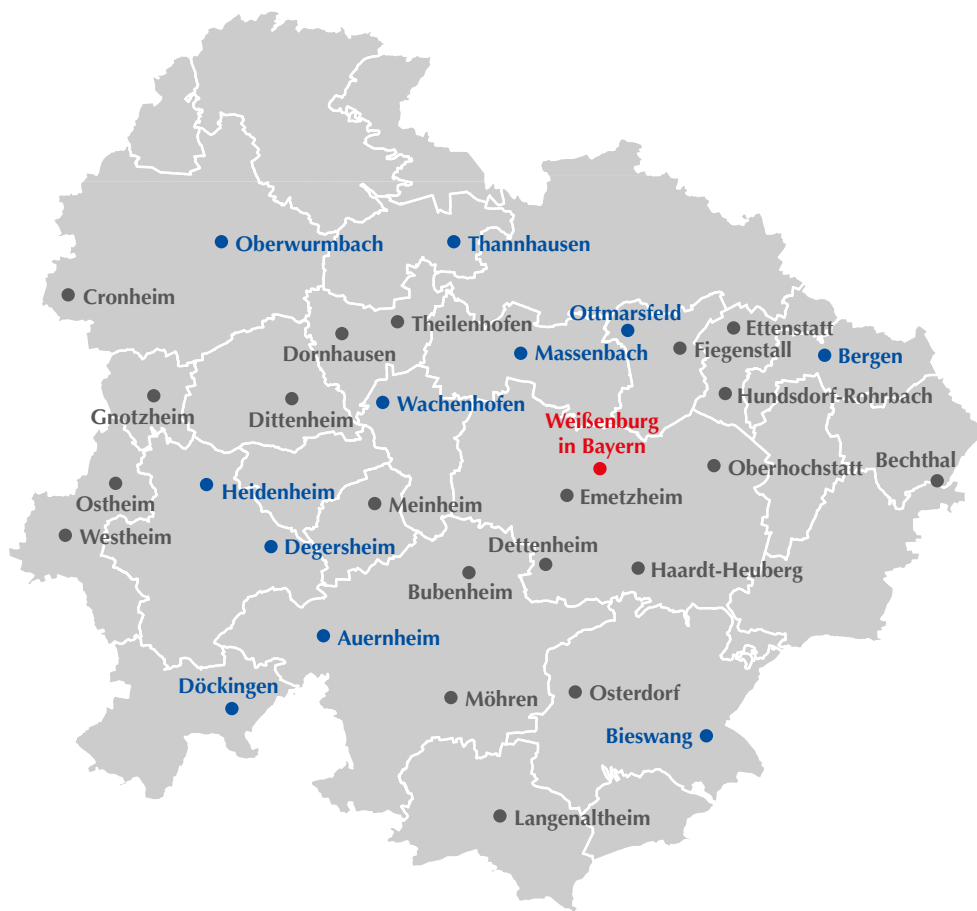 Oberwurmbach
Thannhausen
Cronheim
Theilenhofen
Ottmarsfeld
Ettenstatt
Dornhausen
Massenbach
Fiegenstall
Bergen
Gnotzheim
Dittenheim
Wachenhofen
Hundsdorf-Rohrbach
Weißenburg
in Bayern
Oberhochstatt
Bechthal
Ostheim
Heidenheim
Meinheim
Emetzheim
Westheim
Degersheim
Dettenheim
Bubenheim
Haardt-Heuberg
Auernheim
Döckingen
Möhren
Osterdorf
Bieswang
Langenaltheim